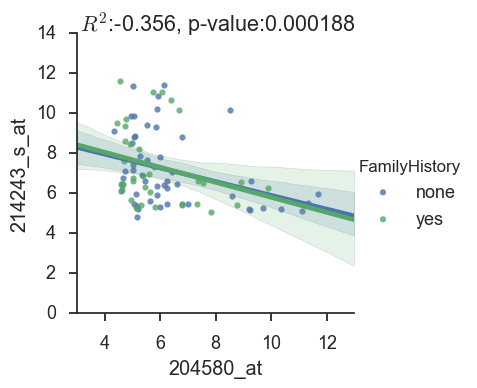 R²:-0.356, p-value:0.000188
14
12
10
8
6
4
2
0
214243_s_at
4 6 8 10 12
204580_at
FamilyHistory
none
yes